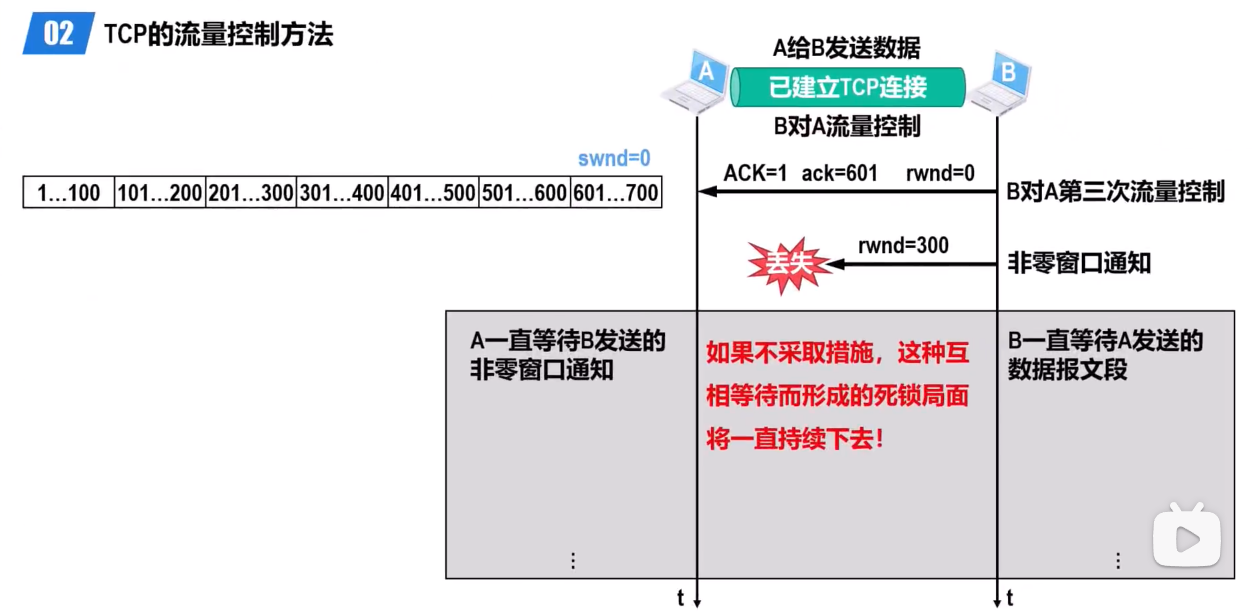 02 TCP的流量控制方法
A给B发送数据
A
已建立TCP连接
B
B对A流量控制
swnd=0
1…100 101…200 201…300 301…400 401…500 501…600 601…700
ACK=1 ack=601 rwnd=0
B对A第三次流量控制
rwnd=300
丢失
非零窗口通知
A一直等待B发送的
非零窗口通知
如果不采取措施，这种互
相等待而形成的死锁局面
将一直持续下去！
B一直等待A发送的
数据报文段
⋮
⋮
t
t